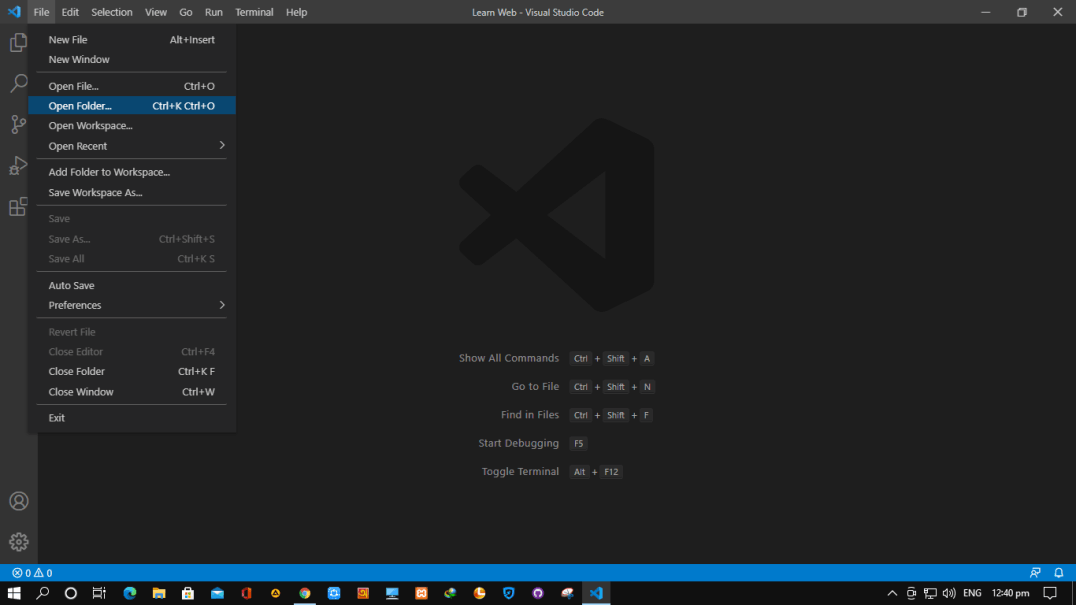 File Edit Selection View Go Run Terminal Help Learn Web - Visual Studio Code
New File Alt+Insert
New Window
Open File... Ctrl+O
Open Folder... Ctrl+K Ctrl+O
Open Workspace...
Open Recent
Add Folder to Workspace...
Save Workspace As...
Save
Save As... Ctrl+Shift+S
Save All Ctrl+K S
Auto Save
Preferences
Revert File
Close Editor Ctrl+F4
Close Folder Ctrl+K F
Close Window Ctrl+W
Exit
Show All Commands Ctrl + Shift + A
Go to File Ctrl + Shift + N
Find in Files Ctrl + Shift + F
Start Debugging F5
Toggle Terminal Alt + F12
0 0
ENG 12:40 pm